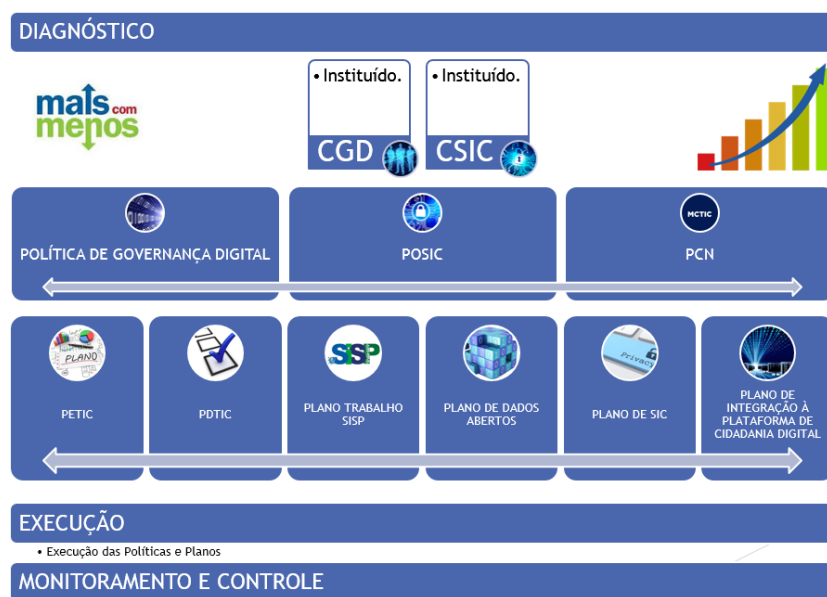 DIAGNÓSTICO
mais com
menos
• Instituído.
CGD
• Instituído.
CSIC
POLÍTICA DE GOVERNANÇA DIGITAL
POSIC
MCTIC
PCN
PLANO
PETIC
PDTIC
SISP
PLANO TRABALHO
SISP
PLANO DE DADOS
ABERTOS
Privacy
PLANO DE SIC
PLANO DE
INTEGRAÇÃO À
PLATAFORMA DE
CIDADANIA DIGITAL
EXECUÇÃO
• Execução das Políticas e Planos
MONITORAMENTO E CONTROLE